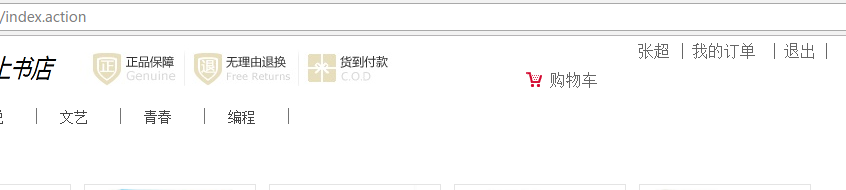 /index.action
张超 | 我的订单 | 退出 |
上书店
正品保障
Genuine
无理由退换
Free Returns
货到付款
C.O.D
购物车
| 文艺 | 青春 | 编程 |